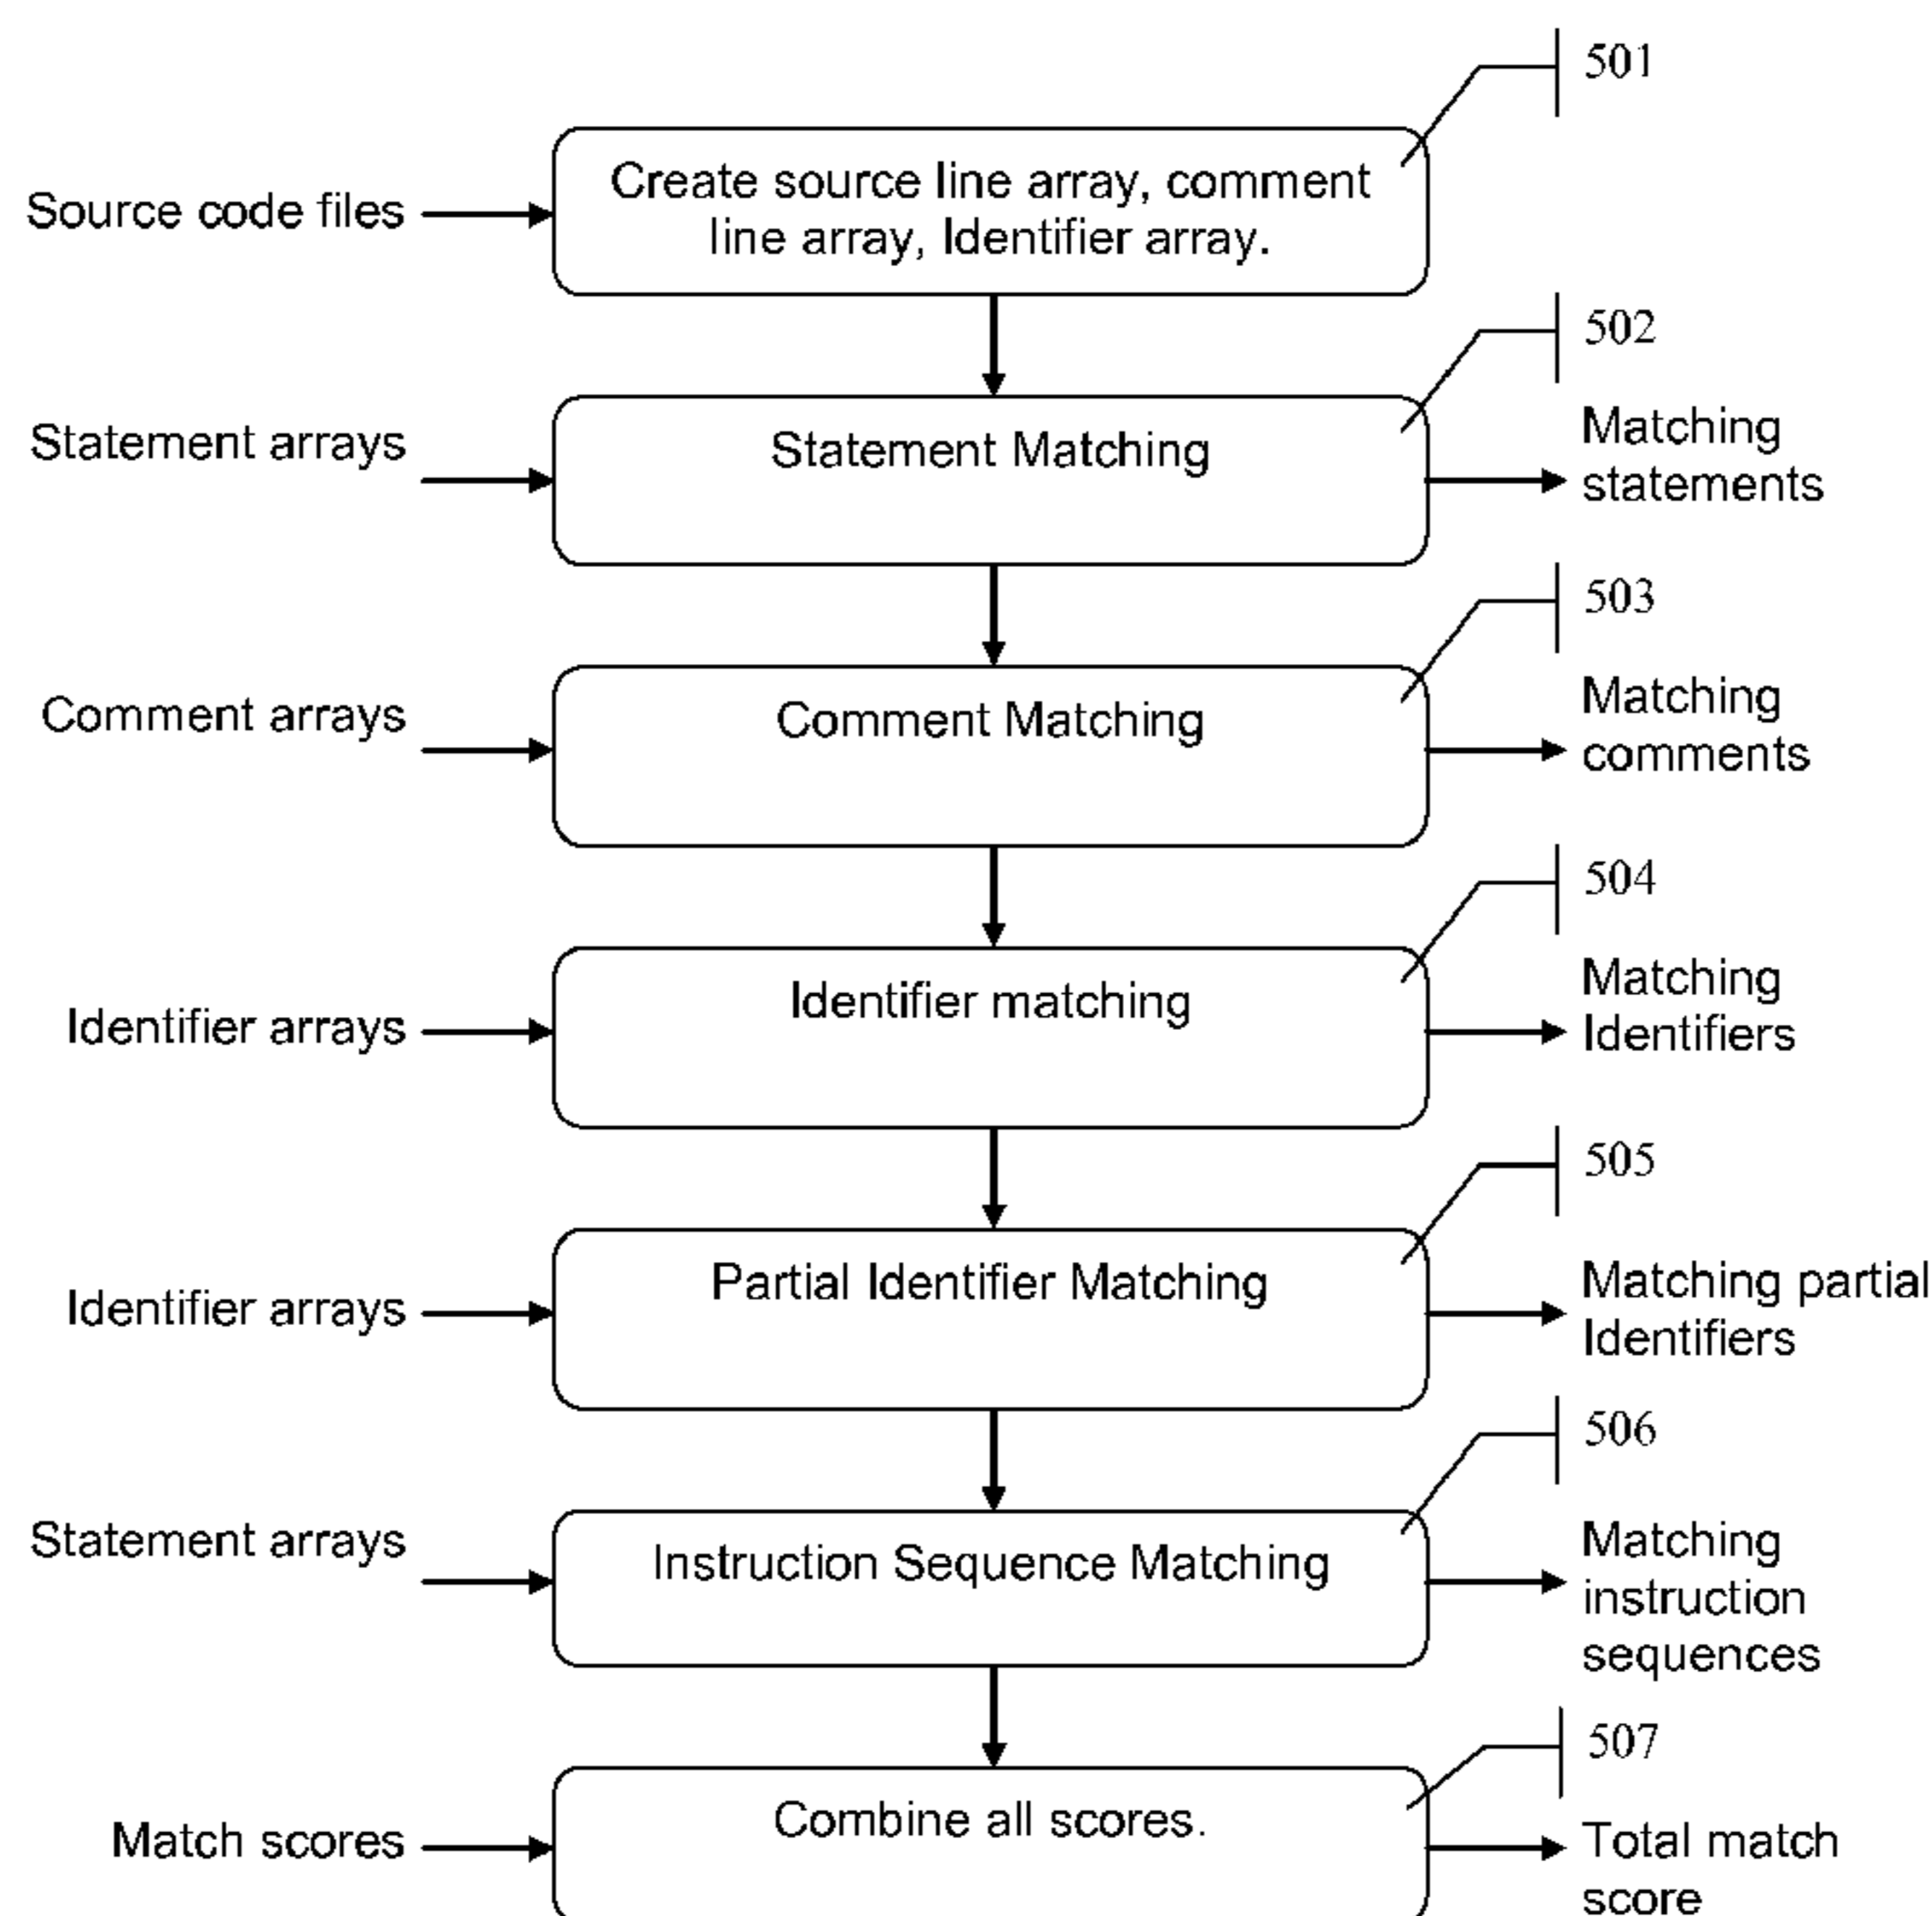 501
Source code files
Create source line array, comment
line array, Identifier array.
502
Statement arrays
Statement Matching
Matching
statements
503
Comment arrays
Comment Matching
Matching
comments
504
Identifier arrays
Identifier matching
Matching
Identifiers
505
Identifier arrays
Partial Identifier Matching
Matching partial
Identifiers
506
Statement arrays
Instruction Sequence Matching
Matching
instruction
sequences
507
Match scores
Combine all scores.
Total match
score